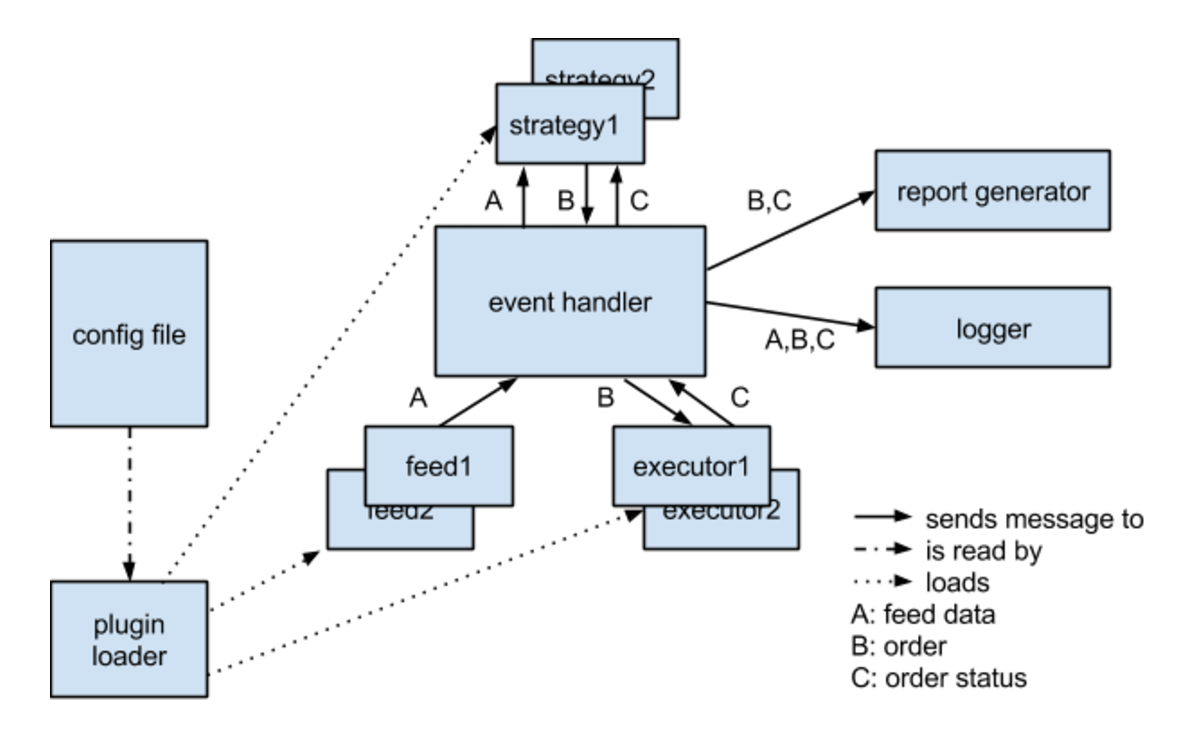 strategy2
strategy1
A
B
C
B,C
report generator
config file
event handler
logger
A,B,C
A
B
C
feed1
executor1
feed2
executor2
sends message to
is read by
loads
A: feed data
B: order
C: order status
plugin
loader